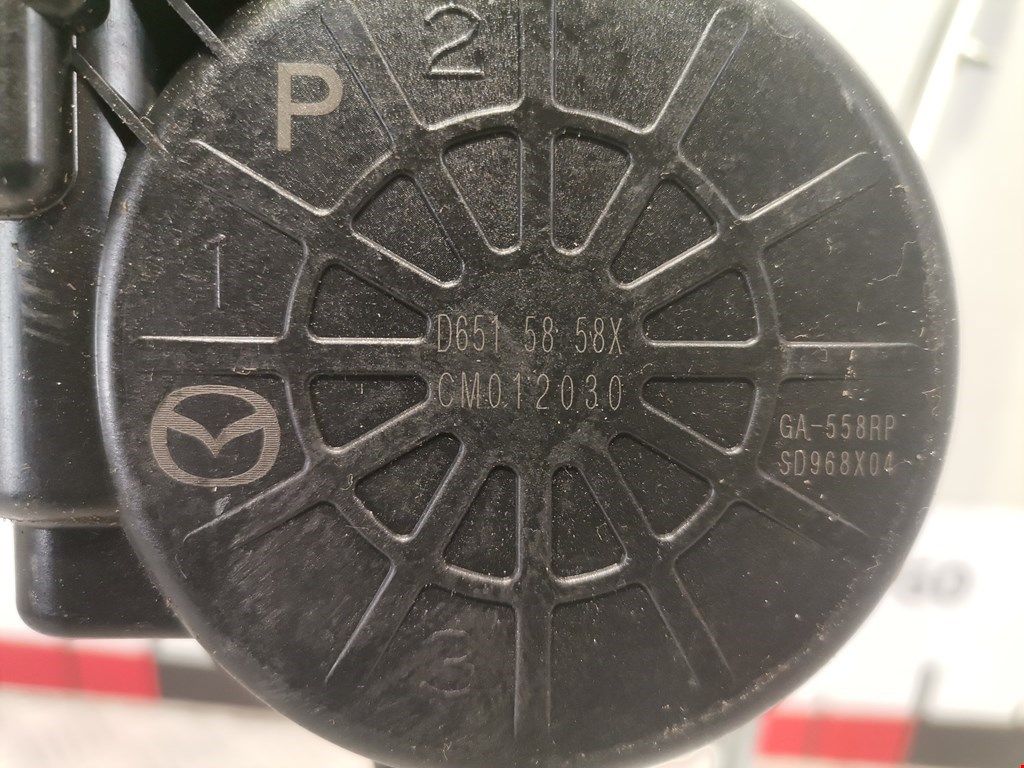 2
P
1
D651 58 58X
CM012030
GA-558RP
SD968X04
3